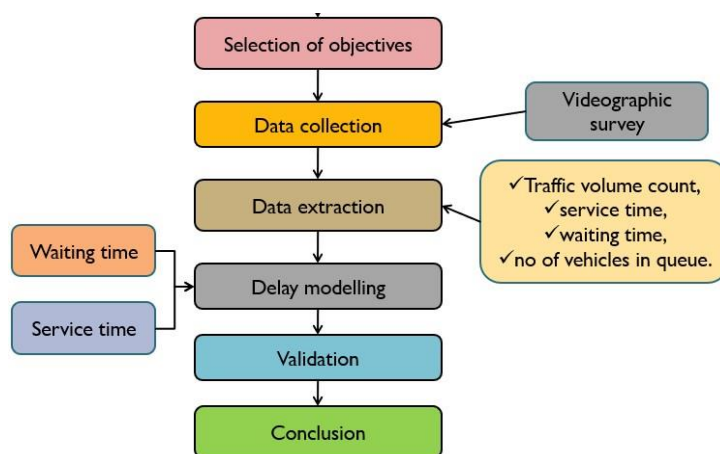 Selection of objectives
Data collection
Videographic
survey
Data extraction
✓Traffic volume count,
✓service time,
✓waiting time,
✓no of vehicles in queue.
Waiting time
Service time
Delay modelling
Validation
Conclusion